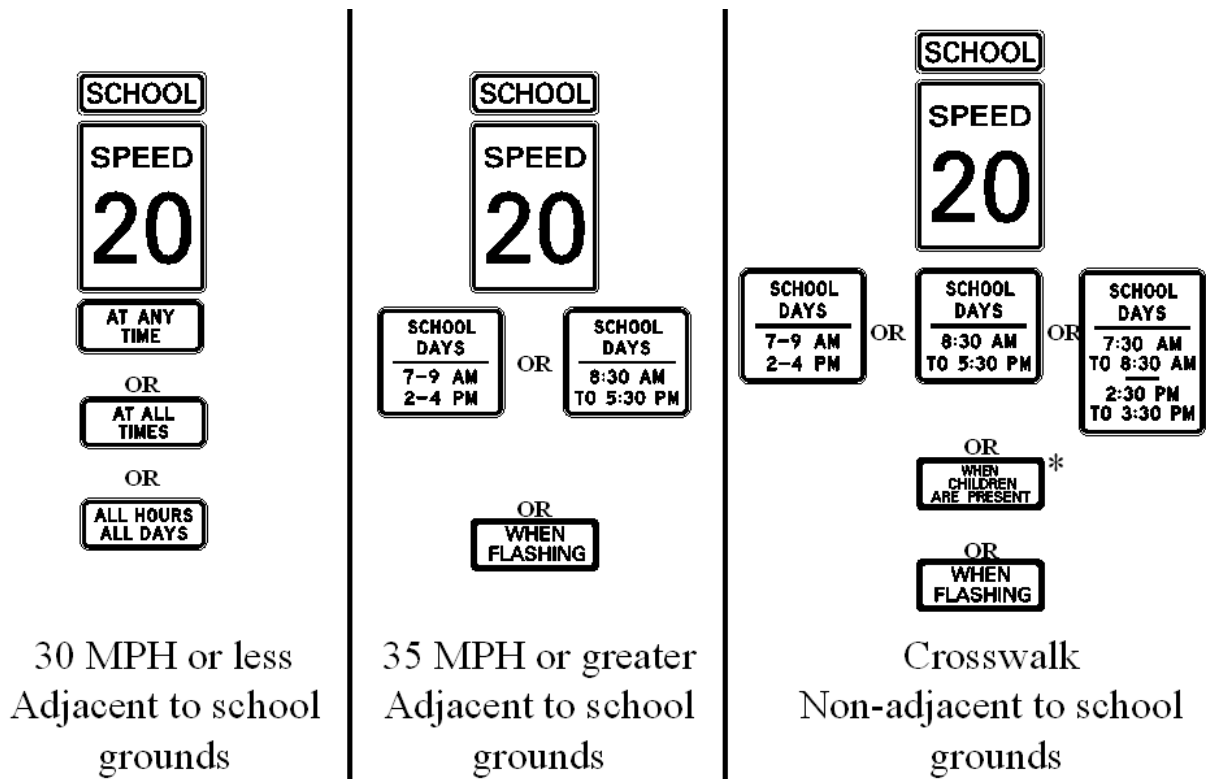 SCHOOL
SPEED
20
AT ANY
TIME
OR
AT ALL
TIMES
OR
ALL HOURS
ALL DAYS
30 MPH or less
Adjacent to school
grounds
SCHOOL
SPEED
20
SCHOOL
DAYS
7-9 AM
2-4 PM
OR
SCHOOL
DAYS
8:30 AM
TO 5:30 PM
OR
WHEN
FLASHING
35 MPH or greater
Adjacent to school
grounds
SCHOOL
SPEED
20
SCHOOL
DAYS
7-9 AM
2-4 PM
OR
SCHOOL
DAYS
8:30 AM
TO 5:30 PM
OR
SCHOOL
DAYS
7:30 AM
TO 8:30 AM
2:30 PM
TO 3:30 PM
OR
WHEN
CHILDREN
ARE PRESENT
*
OR
WHEN
FLASHING
Crosswalk
Non-adjacent to school
grounds